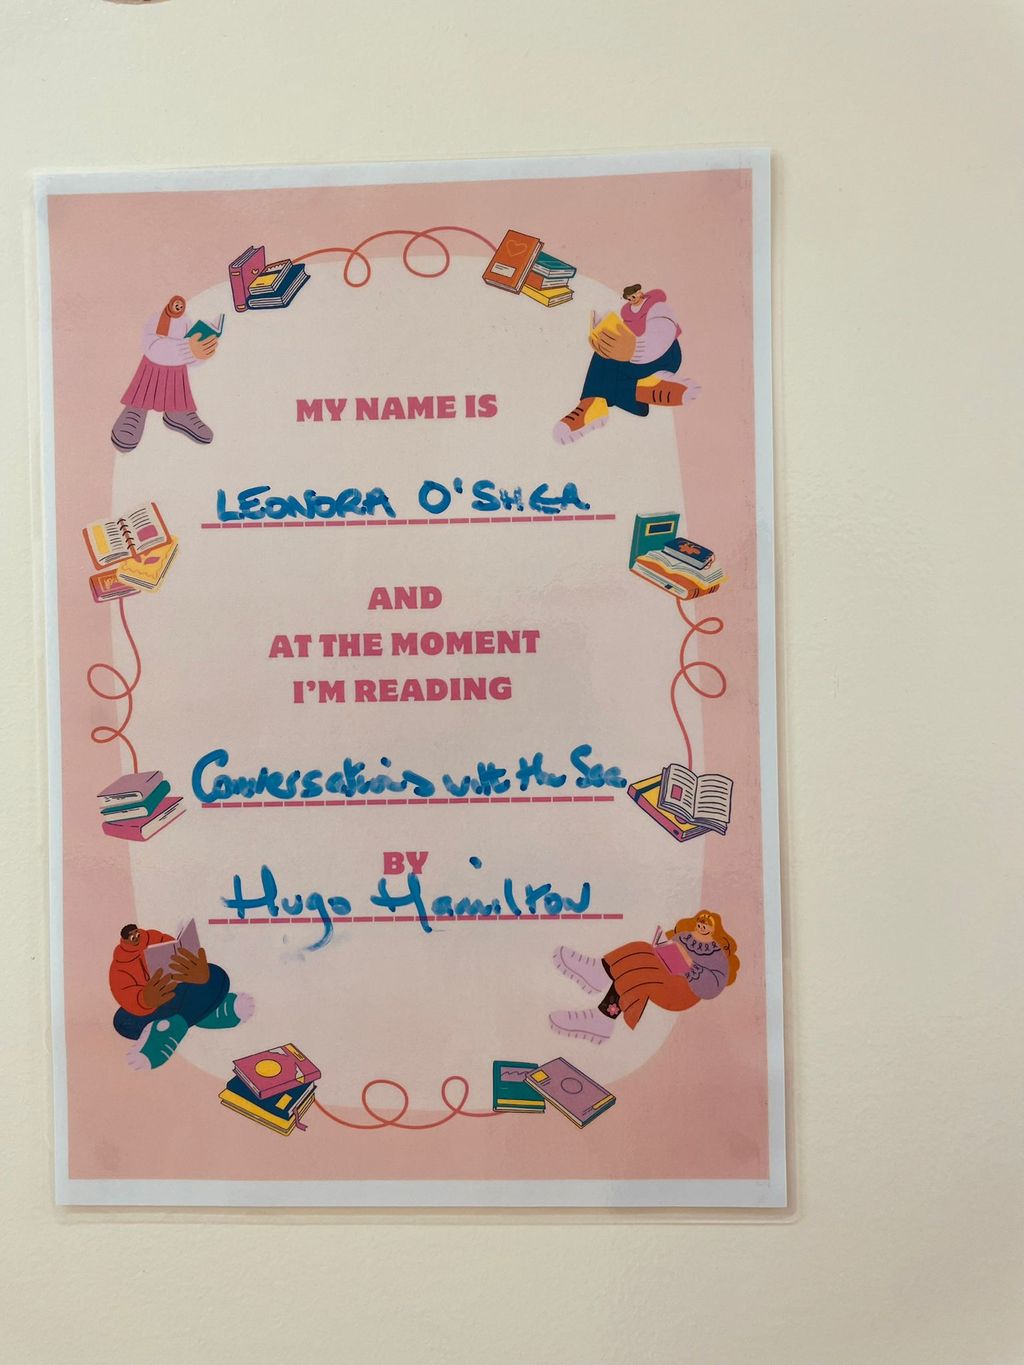 MY NAME IS
LEONORA O'SHEA
AND
AT THE MOMENT
I'M READING
Conversations with the Sea
BY
Hugo Hamilton